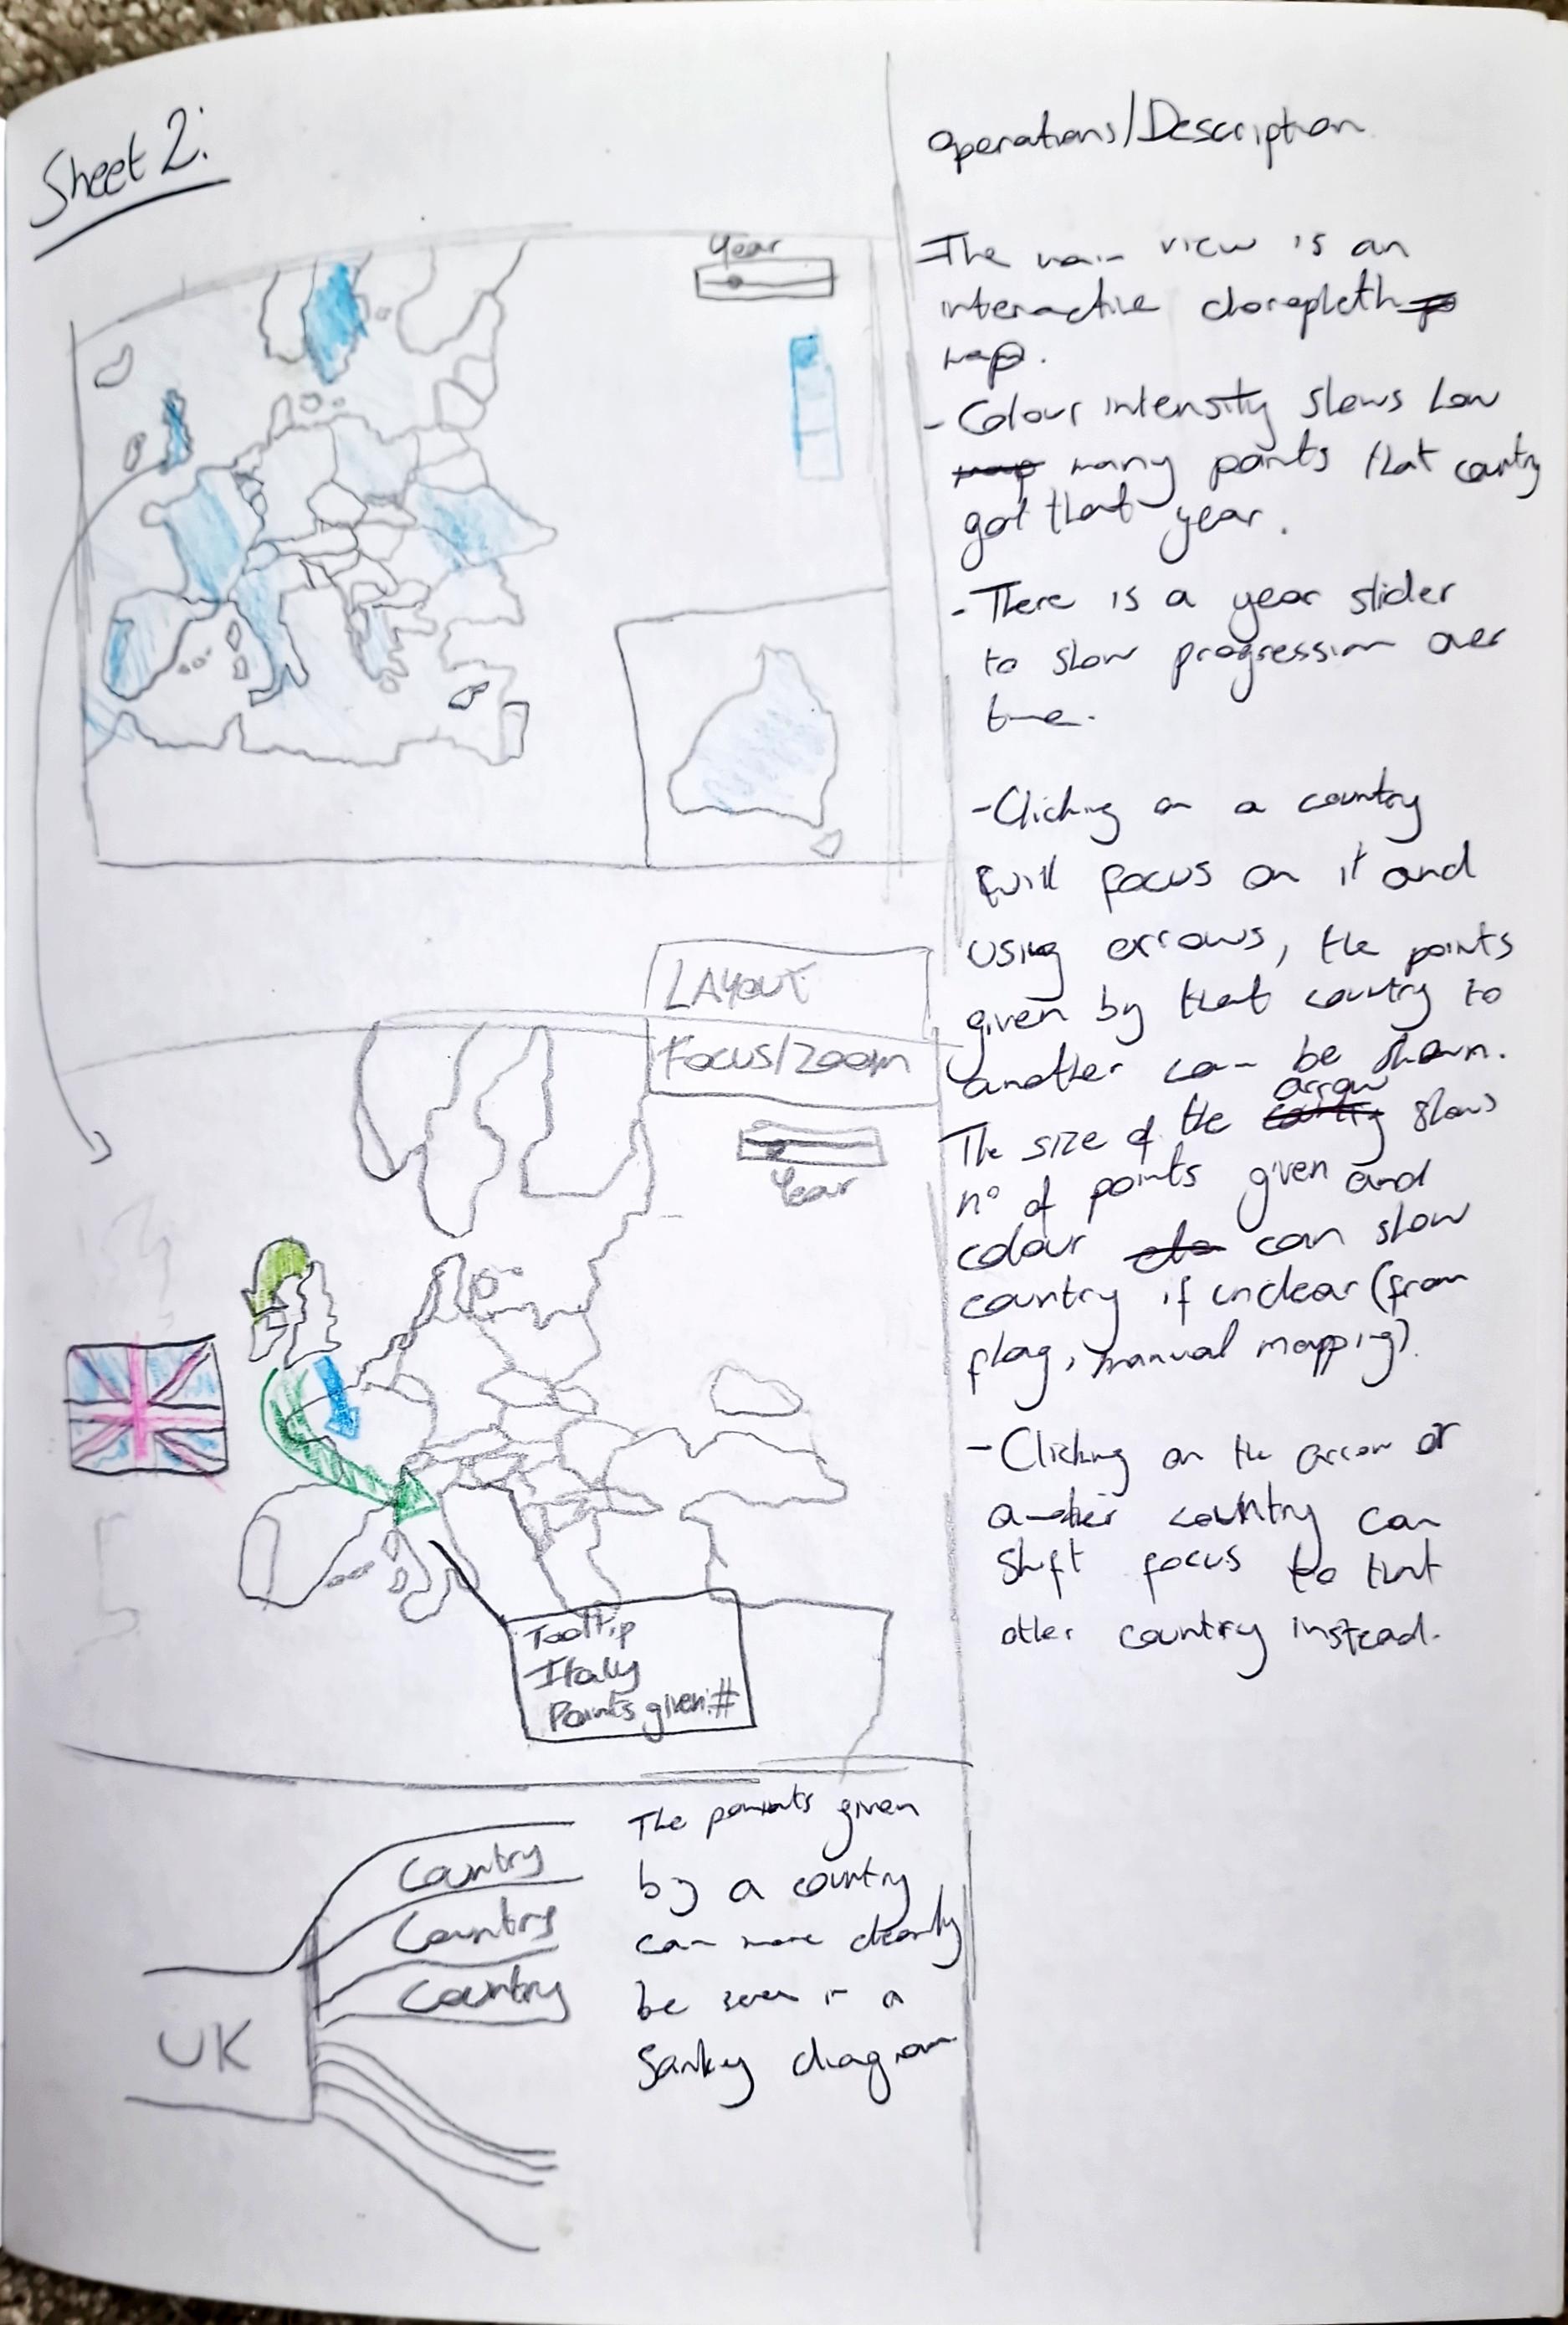 Sheet 2:
Year
LAYOUT
Focus/Zoom
Year
Tooltip
Italy
Points given:#
Country
Country
Country
UK
The points given
by a country
can more clearly
be seen in a
Sankey diagram
Operations/Description
The main view is an
interactive choropleth
map.
- Colour intensity shows how
map many points that country
got that year.
- There is a year slider
to show progression over
time.
- Clicking on a country
will focus on it and
using arrows, the points
given by that country to
another can be shown.
arrow
The size of the country shows
n° of points given and
colour can show
country if unclear (from
flag, manual mapping).
- Clicking on the arrow or
another country can
shift focus to that
other country instead.